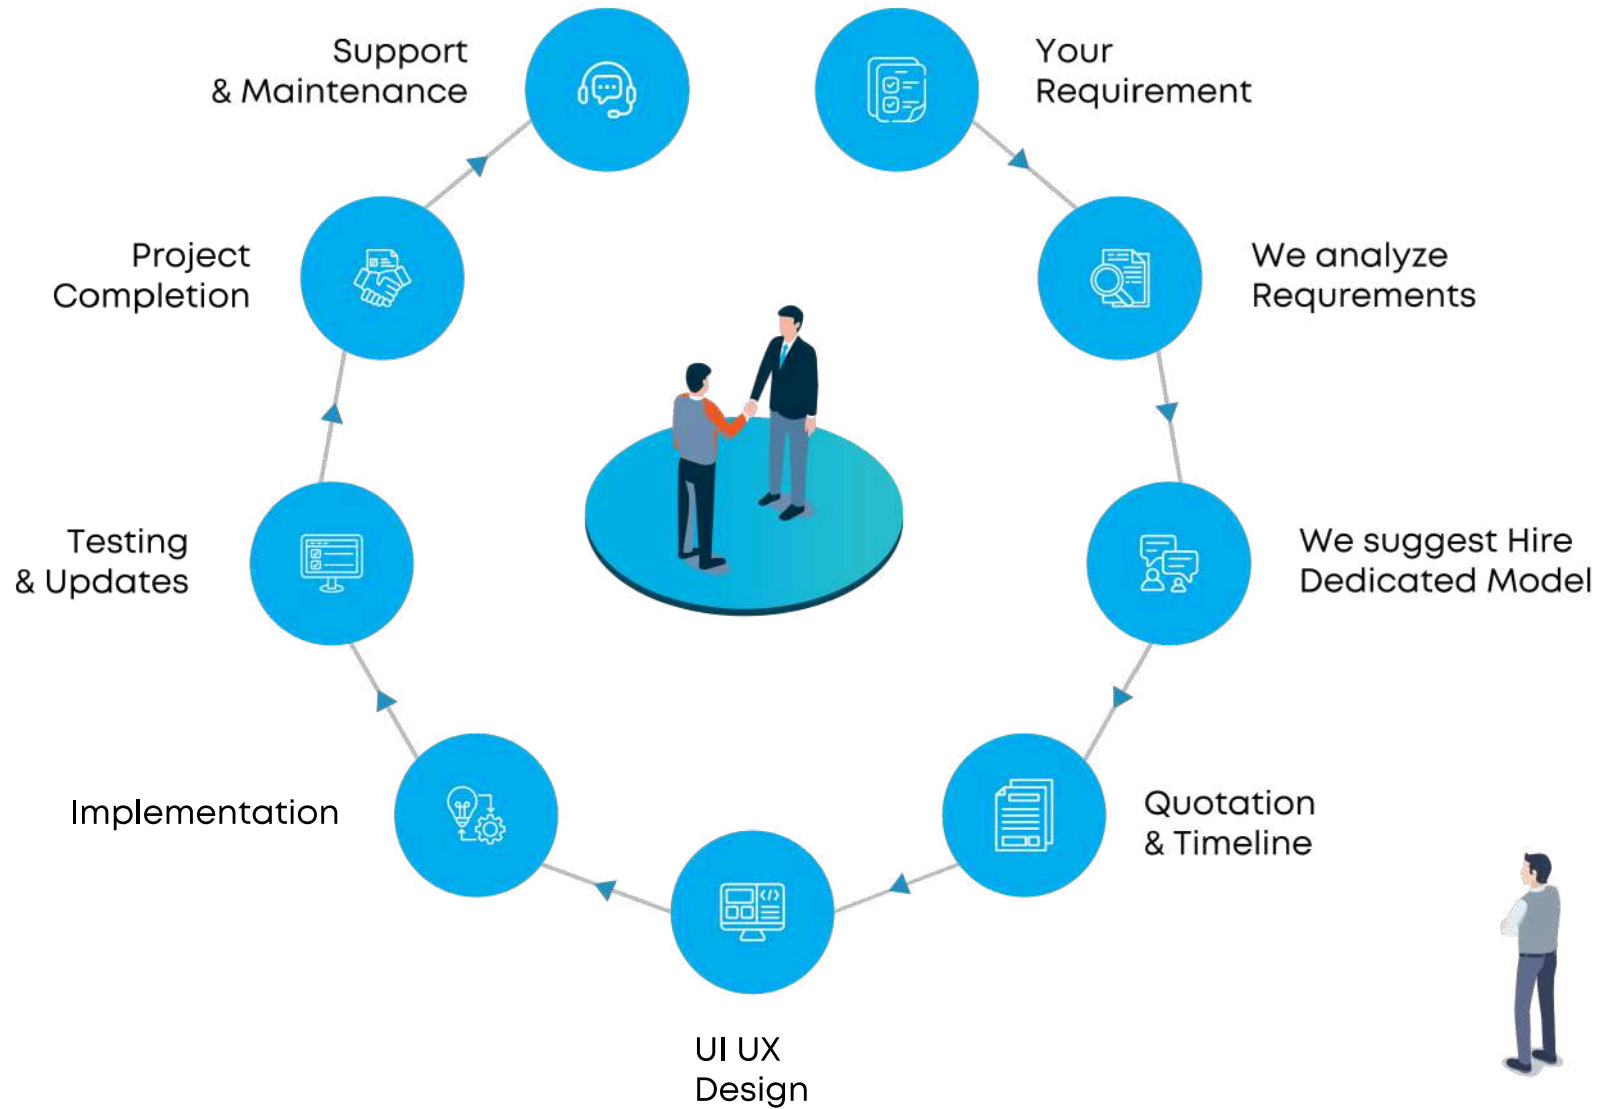 Support
& Maintenance
Your
Requirement
Project
Completion
We analyze
Requrements
Testing
& Updates
We suggest Hire
Dedicated Model
Implementation
Quotation
& Timeline
UI UX
Design